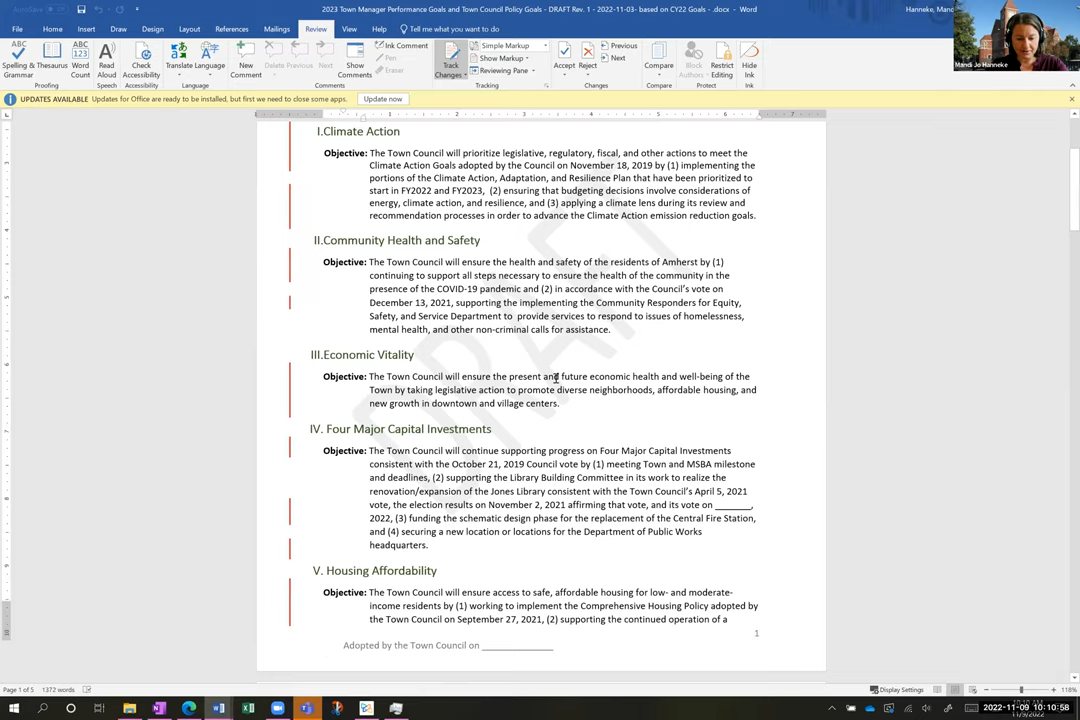 AutoSave Off
2023 Town Manager Performance Goals and Town Council Policy Goals - DRAFT Rev. 1 - 2022-11-03- based on CY22 Goals - .docx - Word
Hanneke, Mand
File Home Insert Draw Design Layout References Mailings Review View Help Tell me what you want to do
Spelling & Grammar
Thesaurus
Word Count
Proofing
Read Aloud
Speech
Check Accessibility
Accessibility
Translate
Language
Language
New Comment
Delete
Previous
Next
Show Comments
Comments
Ink Comment
Pen
Eraser
Track Changes
Simple Markup
Show Markup
Reviewing Pane
Tracking
Accept
Reject
Previous
Next
Changes
Compare
Compare
Block Authors
Restrict Editing
Protect
Hide Ink
Ink
Mandi Jo Hanneke
UPDATES AVAILABLE Updates for Office are ready to be installed, but first we need to close some apps. Update now
DRAFT
I.Climate Action
Objective: The Town Council will prioritize legislative, regulatory, fiscal, and other actions to meet the
Climate Action Goals adopted by the Council on November 18, 2019 by (1) implementing the
portions of the Climate Action, Adaptation, and Resilience Plan that have been prioritized to
start in FY2022 and FY2023, (2) ensuring that budgeting decisions involve considerations of
energy, climate action, and resilience, and (3) applying a climate lens during its review and
recommendation processes in order to advance the Climate Action emission reduction goals.
II.Community Health and Safety
Objective: The Town Council will ensure the health and safety of the residents of Amherst by (1)
continuing to support all steps necessary to ensure the health of the community in the
presence of the COVID-19 pandemic and (2) in accordance with the Council's vote on
December 13, 2021, supporting the implementing the Community Responders for Equity,
Safety, and Service Department to provide services to respond to issues of homelessness,
mental health, and other non-criminal calls for assistance.
III.Economic Vitality
Objective: The Town Council will ensure the present and future economic health and well-being of the
Town by taking legislative action to promote diverse neighborhoods, affordable housing, and
new growth in downtown and village centers.
IV. Four Major Capital Investments
Objective: The Town Council will continue supporting progress on Four Major Capital Investments
consistent with the October 21, 2019 Council vote by (1) meeting Town and MSBA milestone
and deadlines, (2) supporting the Library Building Committee in its work to realize the
renovation/expansion of the Jones Library consistent with the Town Council's April 5, 2021
vote, the election results on November 2, 2021 affirming that vote, and its vote on _______,
2022, (3) funding the schematic design phase for the replacement of the Central Fire Station,
and (4) securing a new location or locations for the Department of Public Works
headquarters.
V. Housing Affordability
Objective: The Town Council will ensure access to safe, affordable housing for low- and moderate-
income residents by (1) working to implement the Comprehensive Housing Policy adopted by
the Town Council on September 27, 2021, (2) supporting the continued operation of a
1
Adopted by the Town Council on ______________
Page 1 of 5 1372 words
Display Settings
118%
2022-11-09 10:10:58
11/9/2022